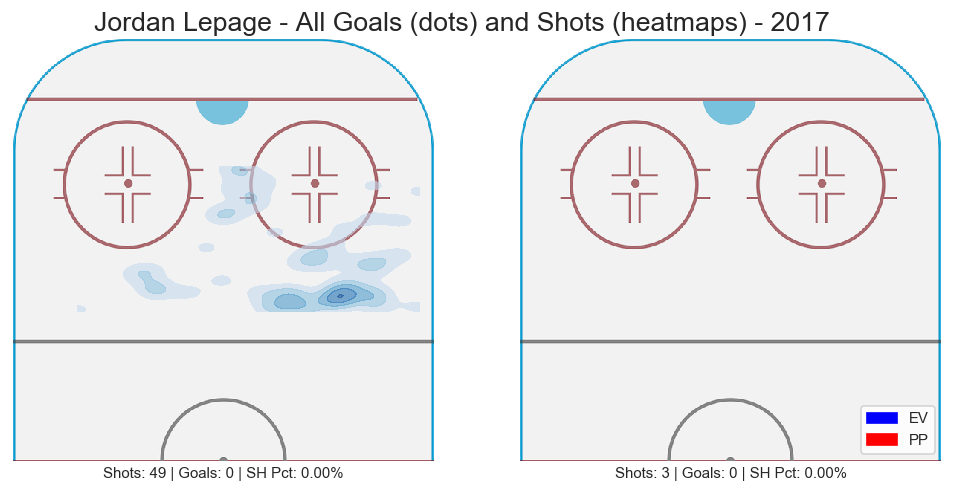 Jordan Lepage - All Goals (dots) and Shots (heatmaps) - 2017
EV
PP
Shots: 49 | Goals: 0 | SH Pct: 0.00%
Shots: 3 | Goals: 0 | SH Pct: 0.00%